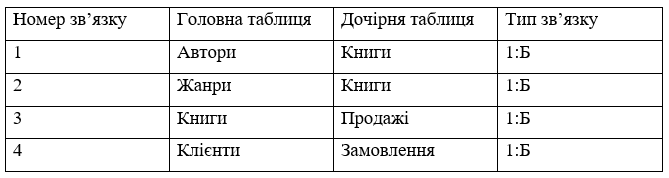 Номер зв’язку Головна таблиця Дочірня таблиця Тип зв’язку
1 Автори Книги 1:Б
2 Жанри Книги 1:Б
3 Книги Продажі 1:Б
4 Клієнти Замовлення 1:Б